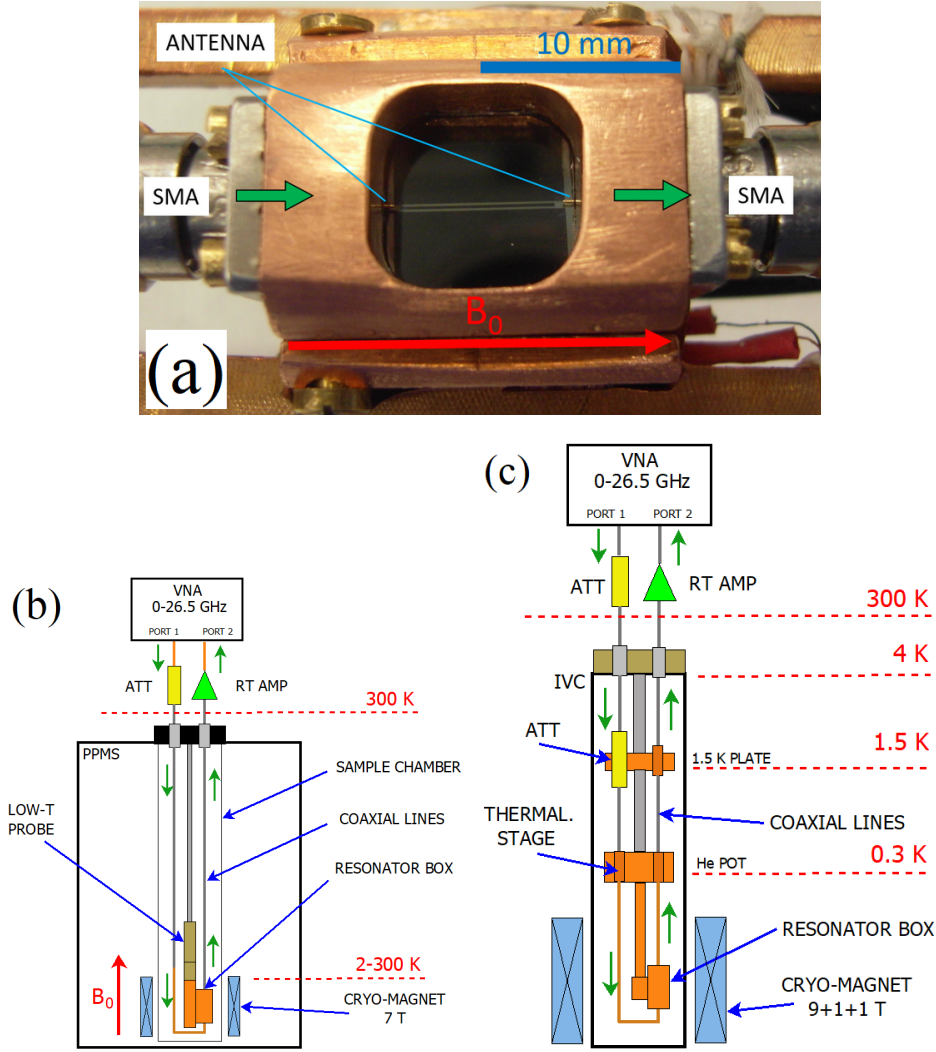 ANTENNA
10 mm
SMA
SMA
B0
(a)
(b)
VNA
0-26.5 GHz
PORT 1 PORT 2
ATT
RT AMP
300 K
PPMS
SAMPLE CHAMBER
LOW-T
PROBE
COAXIAL LINES
RESONATOR BOX
2-300 K
B0
CRYO-MAGNET
7 T
(c)
VNA
0-26.5 GHz
PORT 1 PORT 2
ATT
RT AMP
300 K
4 K
IVC
ATT
1.5 K
1.5 K PLATE
THERMAL.
STAGE
COAXIAL LINES
0.3 K
He POT
RESONATOR BOX
CRYO-MAGNET
9+1+1 T